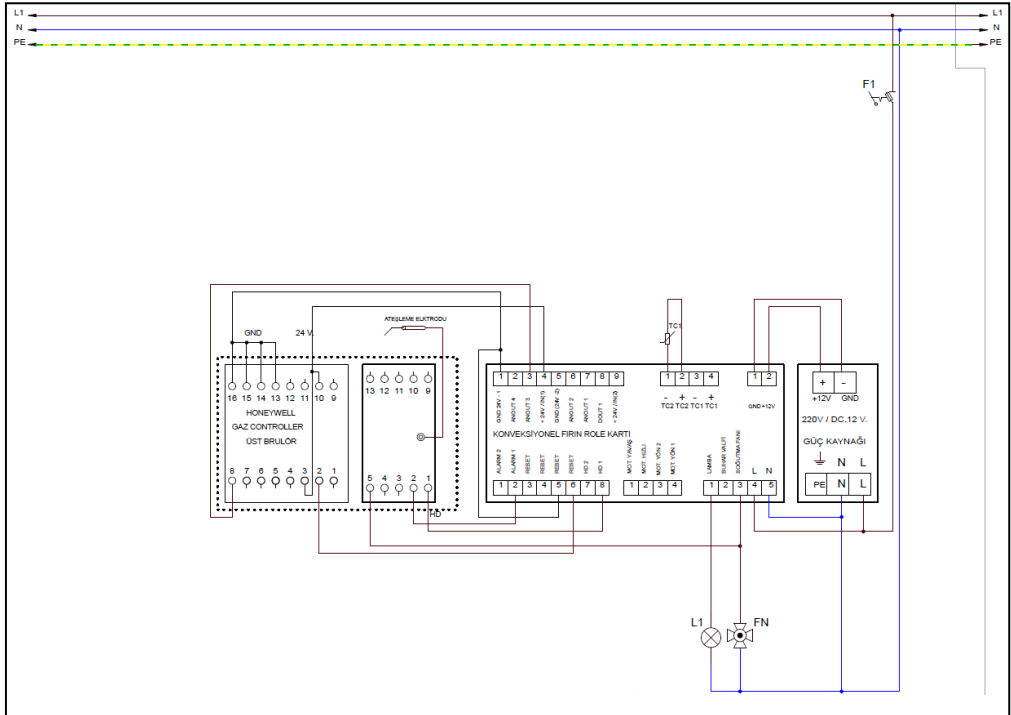 L1 L1
N N
PE PE
F1
ATEŞLEME ELKTRODU
TC1
GND 24 V.
16 15 14 13 12 11 10 9
13 12 11 10 9
1 2 3 4 5 6 7 8 9
1 2 3 4
1 2
+ -
+12V GND
GND 24V - 1
ANOUT 4
ANOUT 3
+ 24V /IN(1)
GND (24V -2)
ANOUT 2
ANOUT 1
DOUT 1
+ 24V /IN(2)
- + - +
TC2 TC2 TC1 TC1
GND +12V
HONEYWELL
GAZ CONTROLLER
ÜST BRULÖR
KONVEKSİYONEL FIRIN ROLE KARTI
220V / DC.12 V.
GÜÇ KAYNAĞI
ALARM 2
ALARM 1
RESET
RESET
RESET
RESET
HD 2
HD 1
MOT. YAVAŞ
MOT. HIZLI
MOT. YÖN 2
MOT. YÖN 1
LAMBA
BUHAR VALFİ
SOĞUTMA FANI
L N
N L
8 7 6 5 4 3 2 1
5 4 3 2 1
1 2 3 4 5 6 7 8
1 2 3 4
1 2 3 4 5
PE N L
HD
L1 FN